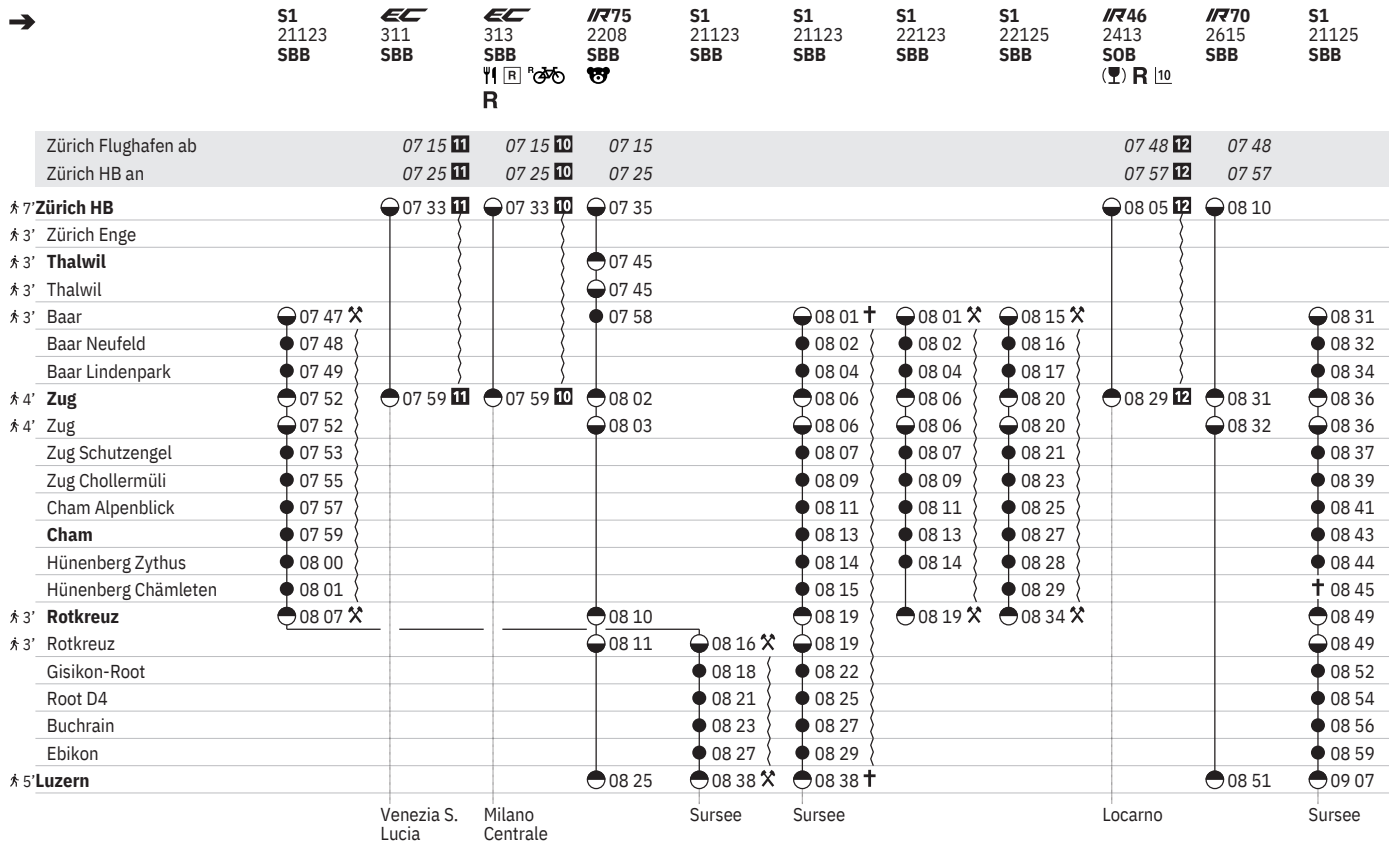 S1 EC EC IR75 S1 S1 S1 S1 IR46 IR70 S1
21123 311 313 2208 21123 21123 22123 22125 2413 2615 21125
SBB SBB SBB SBB SBB SBB SBB SBB SOB SBB SBB
R R R 10
R
Zürich Flughafen ab 07 15 11 07 15 10 07 15 07 48 12 07 48
Zürich HB an 07 25 11 07 25 10 07 25 07 57 12 07 57
7' Zürich HB 07 33 11 07 33 10 07 35 08 05 12 08 10
3' Zürich Enge
3' Thalwil 07 45
3' Thalwil 07 45
3' Baar 07 47 07 58 08 01 † 08 01 08 15 08 31
Baar Neufeld 07 48 08 02 08 02 08 16 08 32
Baar Lindenpark 07 49 08 04 08 04 08 17 08 34
4' Zug 07 52 07 59 11 07 59 10 08 02 08 06 08 06 08 20 08 29 12 08 31 08 36
4' Zug 07 52 08 03 08 06 08 06 08 20 08 32 08 36
Zug Schutzengel 07 53 08 07 08 07 08 21 08 37
Zug Chollermüli 07 55 08 09 08 09 08 23 08 39
Cham Alpenblick 07 57 08 11 08 11 08 25 08 41
Cham 07 59 08 13 08 13 08 27 08 43
Hünenberg Zythus 08 00 08 14 08 14 08 28 08 44
Hünenberg Chämleten 08 01 08 15 08 29 † 08 45
3' Rotkreuz 08 07 08 10 08 19 08 19 08 34 08 49
3' Rotkreuz 08 11 08 16 08 19 08 49
Gisikon-Root 08 18 08 22 08 52
Root D4 08 21 08 25 08 54
Buchrain 08 23 08 27 08 56
Ebikon 08 27 08 29 08 59
5' Luzern 08 25 08 38 08 38 † 08 51 09 07
Venezia S. Milano Sursee Sursee Locarno Sursee
Lucia Centrale